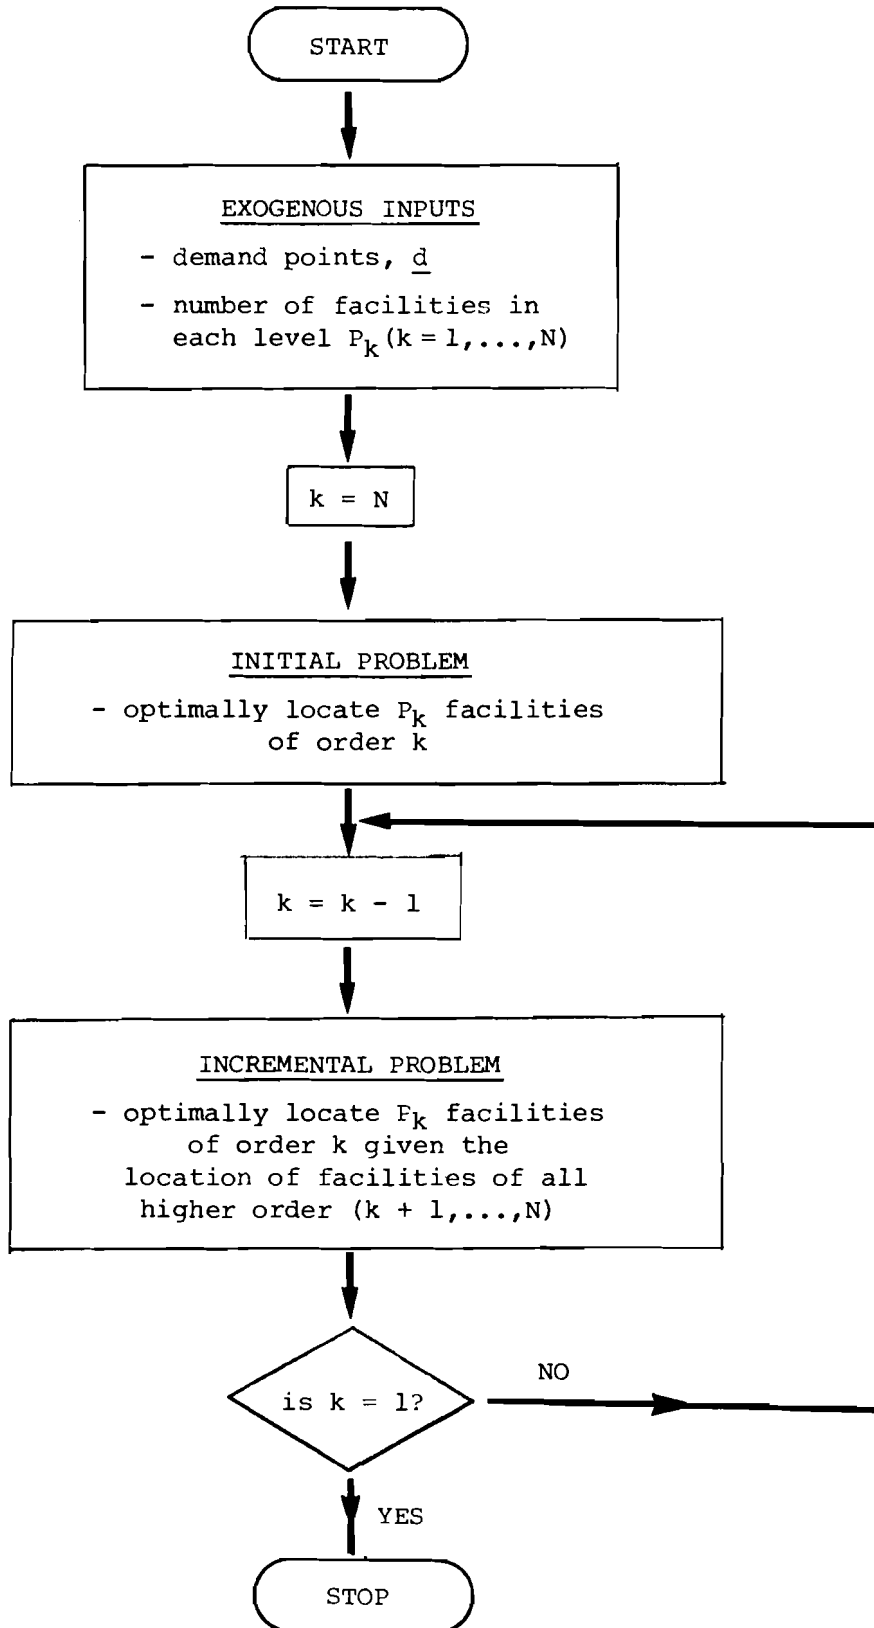 START
EXOGENOUS INPUTS
- demand points, d
- number of facilities in
each level Pk(k = 1,...,N)
k = N
INITIAL PROBLEM
- optimally locate Pk facilities
of order k
k = k - 1
INCREMENTAL PROBLEM
- optimally locate Pk facilities
of order k given the
location of facilities of all
higher order (k + 1,...,N)
is k = 1?
NO
YES
STOP